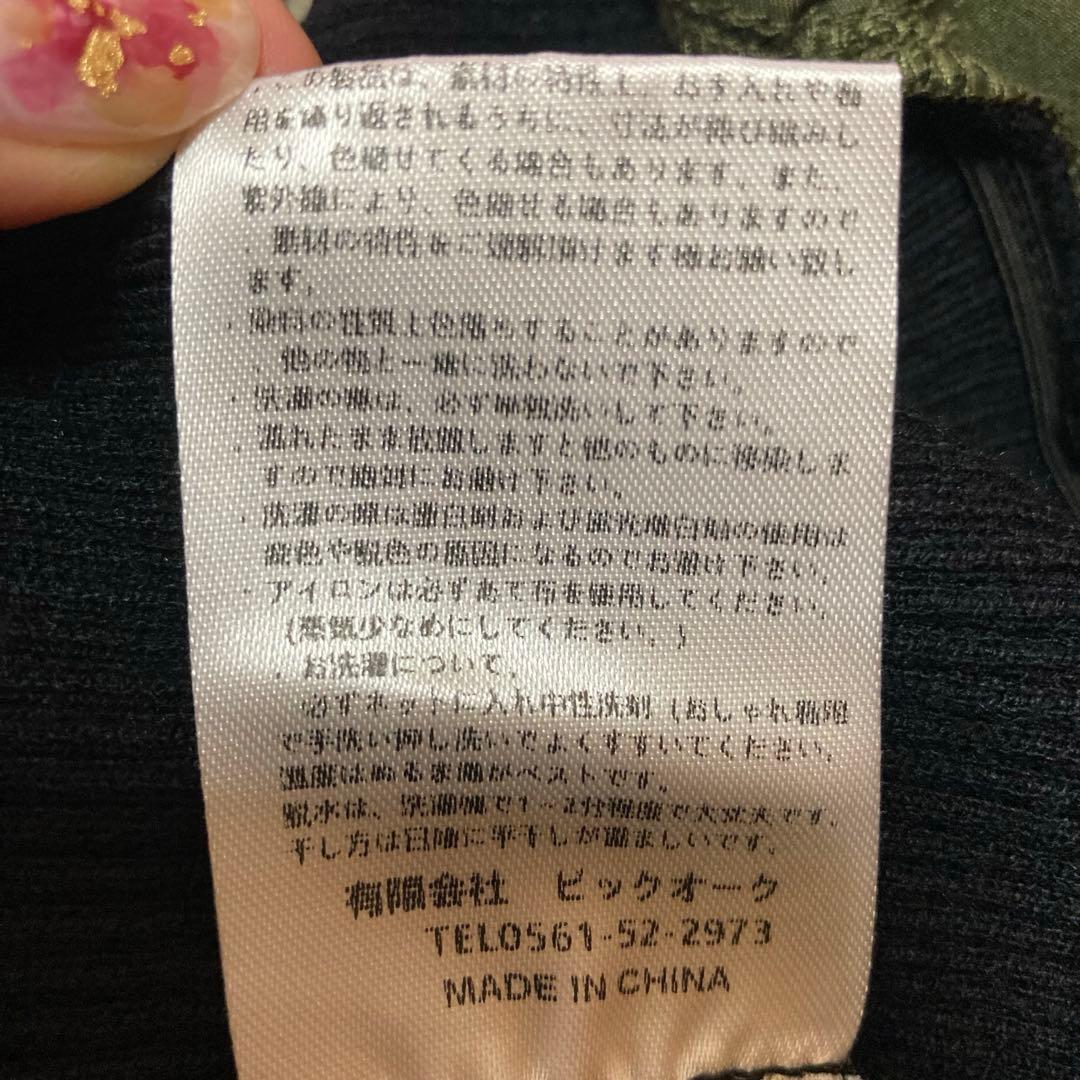 ・この製品は、素材の特性上、お手入れや着
用を繰り返されるうちに、寸法が伸び縮みし
たり、色褪せてくる場合もあります。また、
紫外線により、色褪せる場合もありますので
、素材の特色をご理解頂けます様お願い致し
ます。
・染料の性質上色落ちすることがありますので
、他の物と一緒に洗わないで下さい。
・洗濯の際は、必ず単独洗いして下さい。
・濡れたまま放置しますと他のものに移染しま
すので絶対にお避け下さい。
・洗濯の際は蛍白剤および蛍光増白剤の使用は
変色や脱色の原因になるのでお避け下さい。
・アイロンは必ずあて布を使用してください。
(蒸気少なめにしてください。)
・お洗濯について、
必ずネットに入れ中性洗剤(おしゃれ着用
で手洗い押し洗いでよくすすいでください。
温度はぬるま湯がベストです。
脱水は、洗濯機で1~2分程度で大丈夫です。
干し方は日陰に平干しが望ましいです。
有限会社 ビックオーク
TEL0561-52-2973
MADE IN CHINA